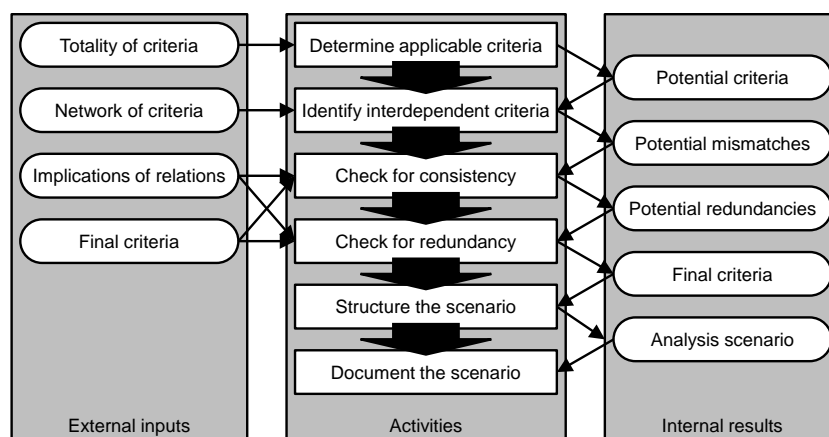 Totality of criteria
Network of criteria
Implications of relations
Final criteria
External inputs
Determine applicable criteria
Identify interdependent criteria
Check for consistency
Check for redundancy
Structure the scenario
Document the scenario
Activities
Potential criteria
Potential mismatches
Potential redundancies
Final criteria
Analysis scenario
Internal results